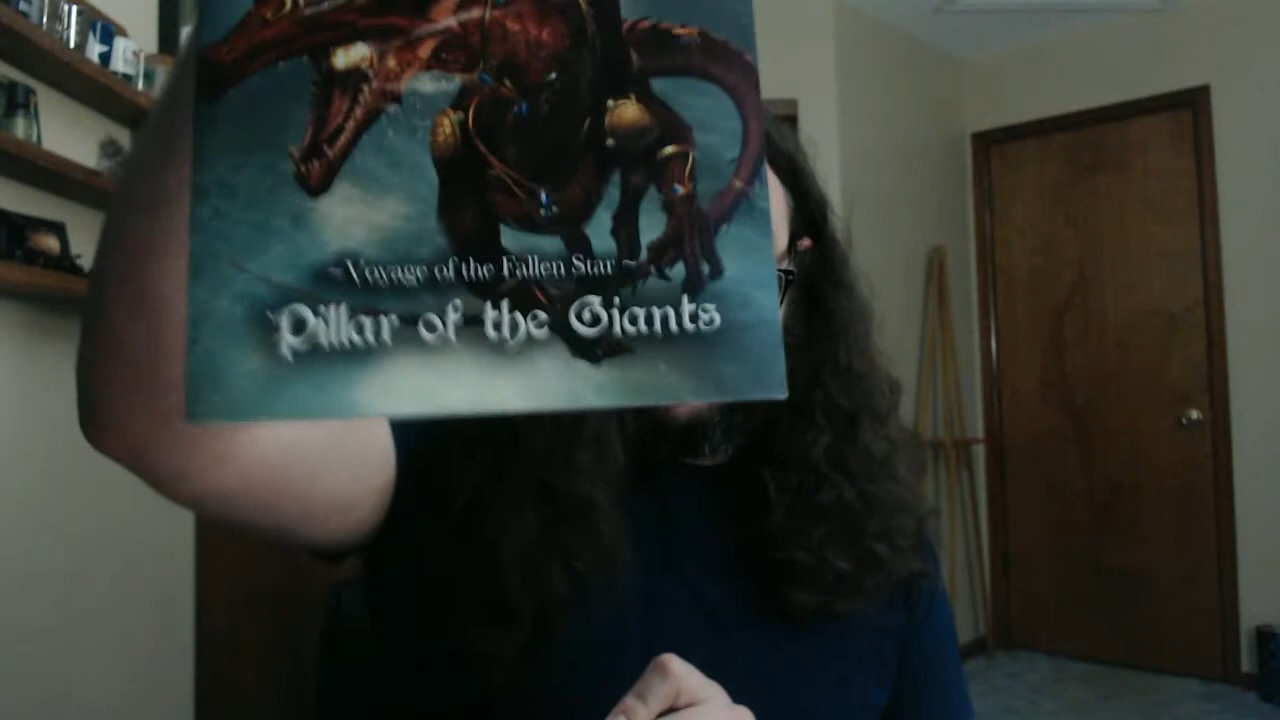 ~ Voyage of the Fallen Star ~
Pillar of the Giants